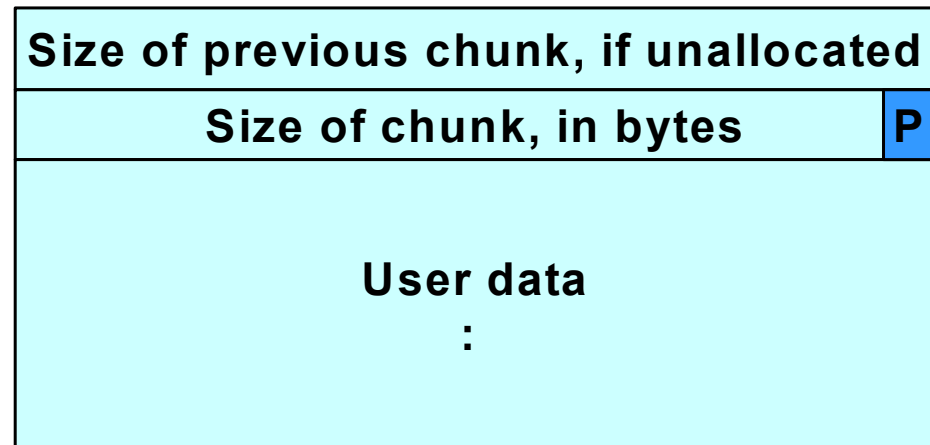 Size of previous chunk, if unallocated
Size of chunk, in bytes P
User data
: